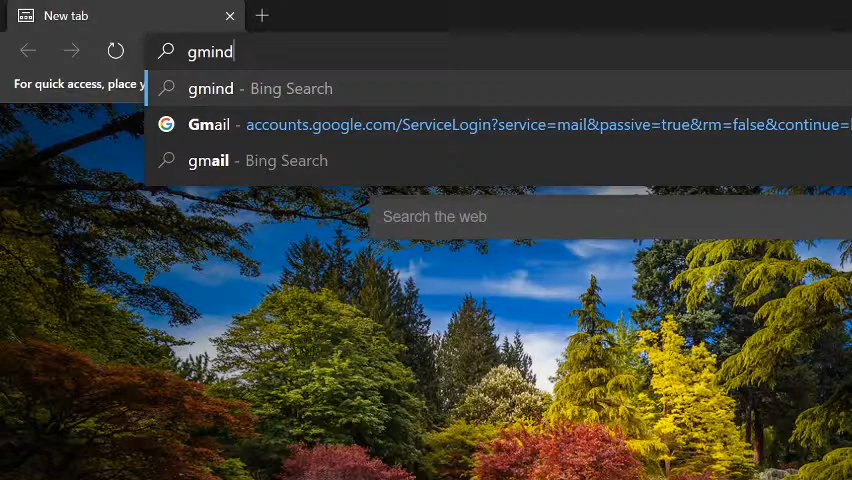 New tab
gmind
For quick access, place
gmind - Bing Search
Gmail - accounts.google.com/ServiceLogin?service=mail&passive=true&rm=false&continue=
gmail - Bing Search
Search the web